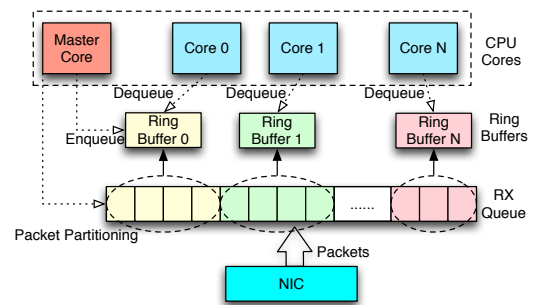 Master
Core
Core 0
Core 1
Core N
CPU
Cores
Dequeue
Dequeue
Dequeue
Enqueue
Ring
Buffer 0
Ring
Buffer 1
Ring
Buffer N
Ring
Buffers
......
RX
Queue
Packet Partitioning
Packets
NIC